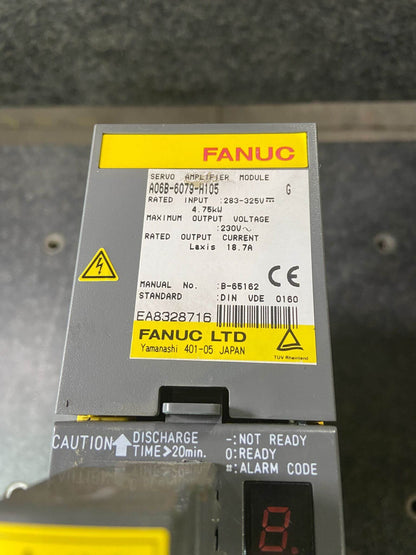 FANUC
SERVO AMPLIFIER MODULE
A06B-6079-H105 G
RATED INPUT :283-325V⎓
4.75kW
MAXIMUM OUTPUT VOLTAGE
:230V~
RATED OUTPUT CURRENT
Laxis 18.7A
MANUAL No. :B-65162
STANDARD :DIN VDE 0160
CE
EA8328716
FANUC LTD
Yamanashi 401-05 JAPAN
TÜV Rheinland
CAUTION DISCHARGE
TIME>20min.
-:NOT READY
0:READY
#:ALARM CODE
8.